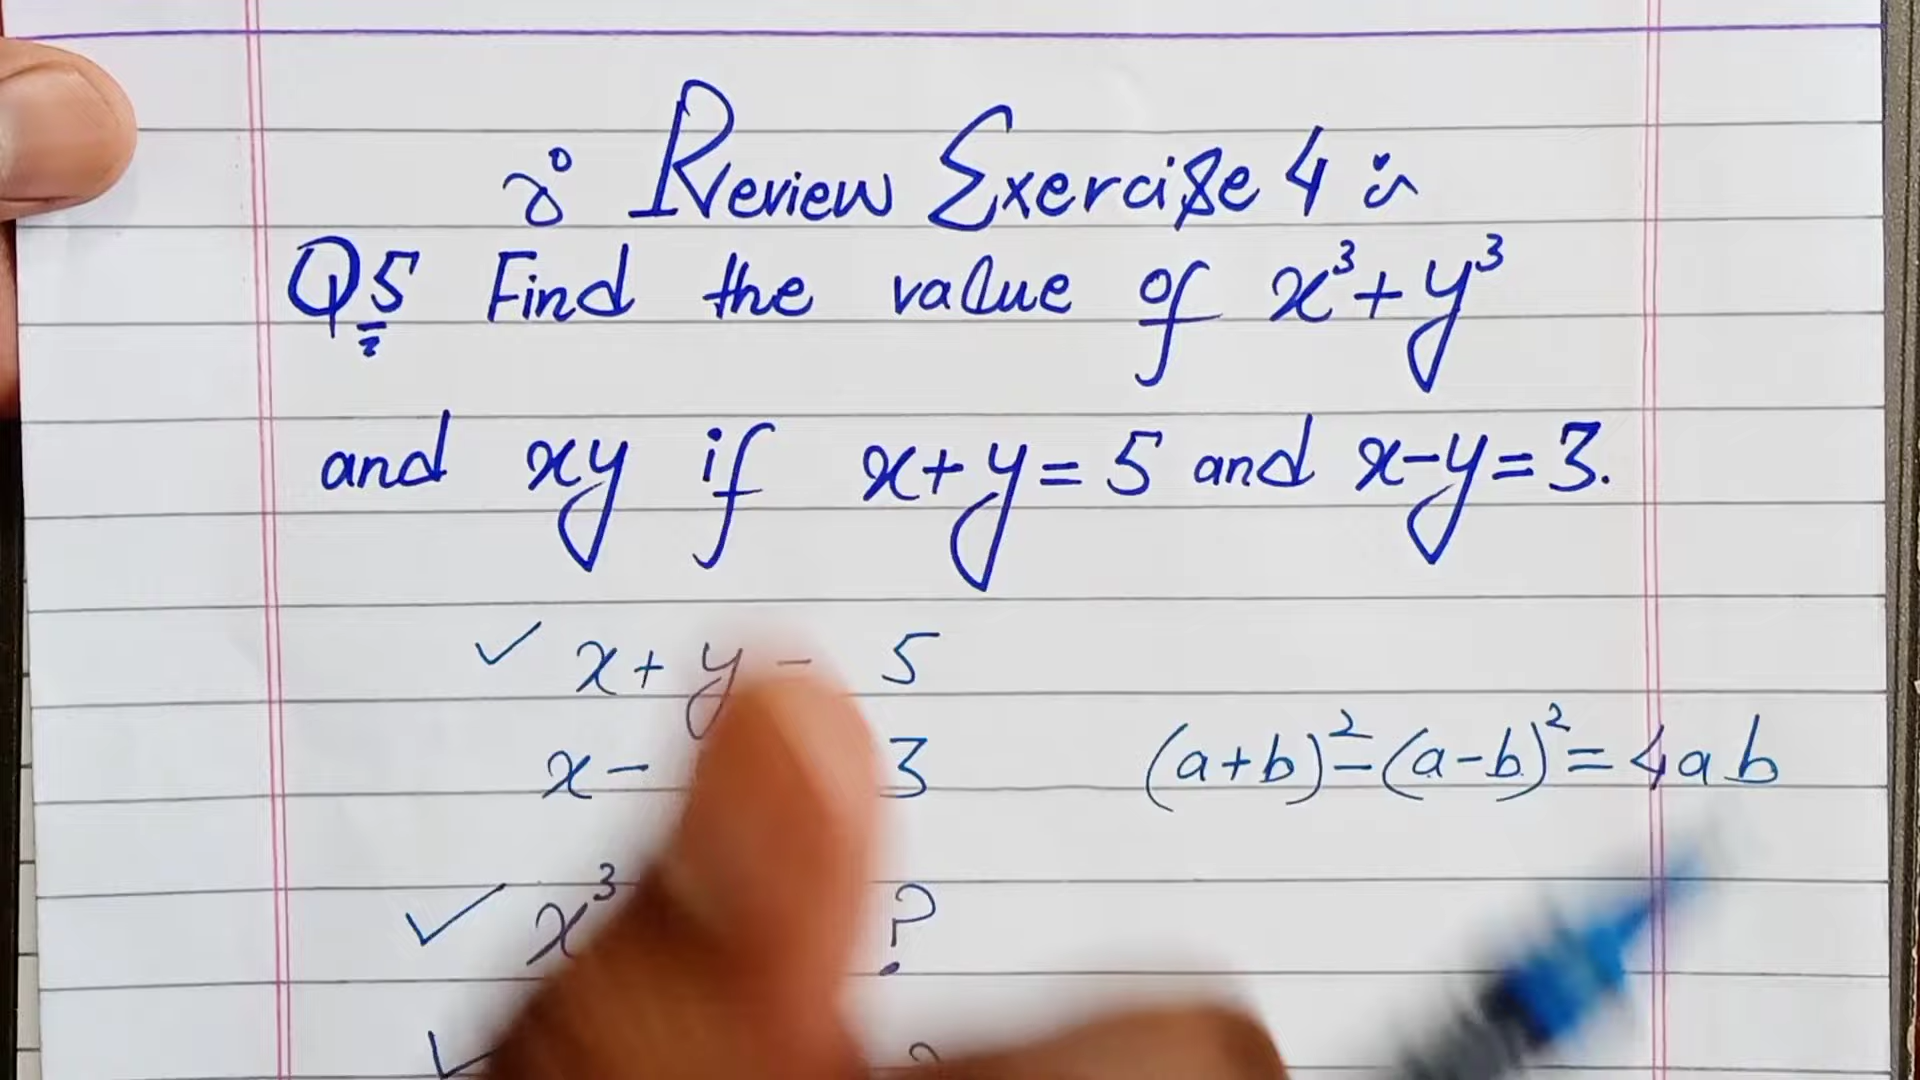 Review Exercise 4
Q5 Find the value of x³+y³
and xy if x+y=5 and x-y=3.
✓ x+y= 5
x- 3
(a+b)²-(a-b)²=4ab
✓ x³ ?
✓